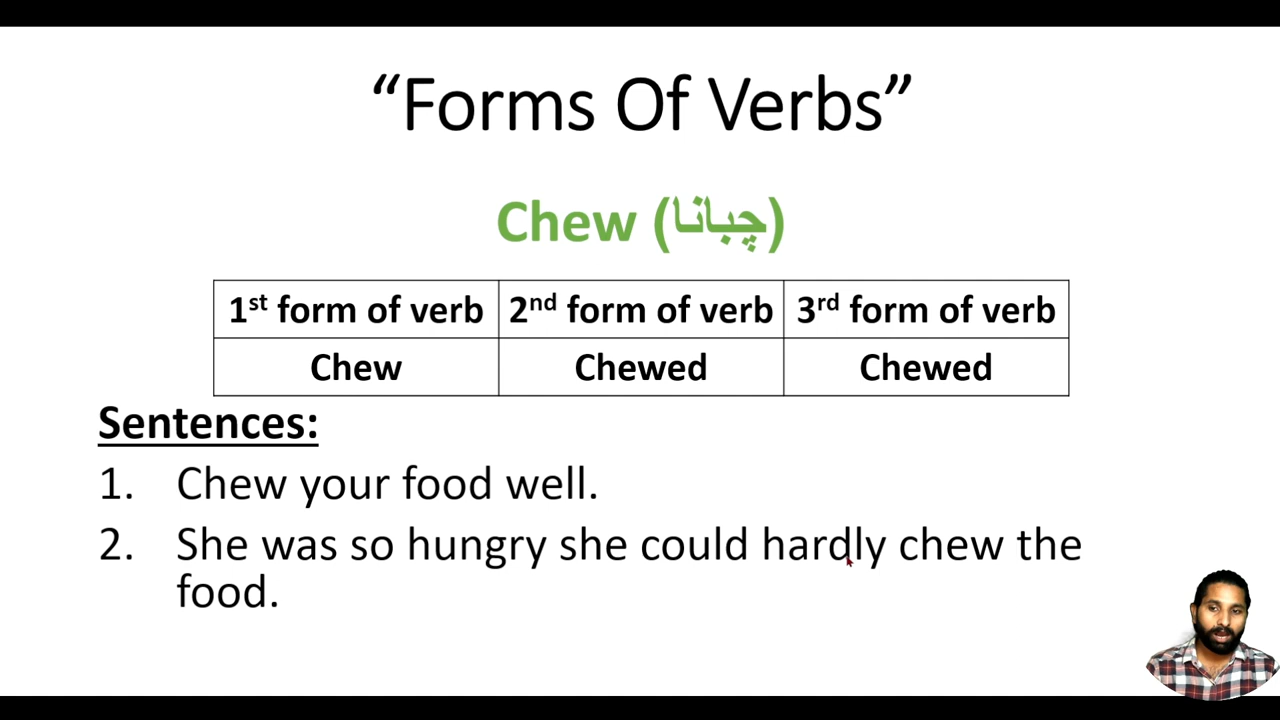 “Forms Of Verbs”
Chew (چبانا)
1st form of verb 2nd form of verb 3rd form of verb
Chew Chewed Chewed
Sentences:
1. Chew your food well.
2. She was so hungry she could hardly chew the
food.